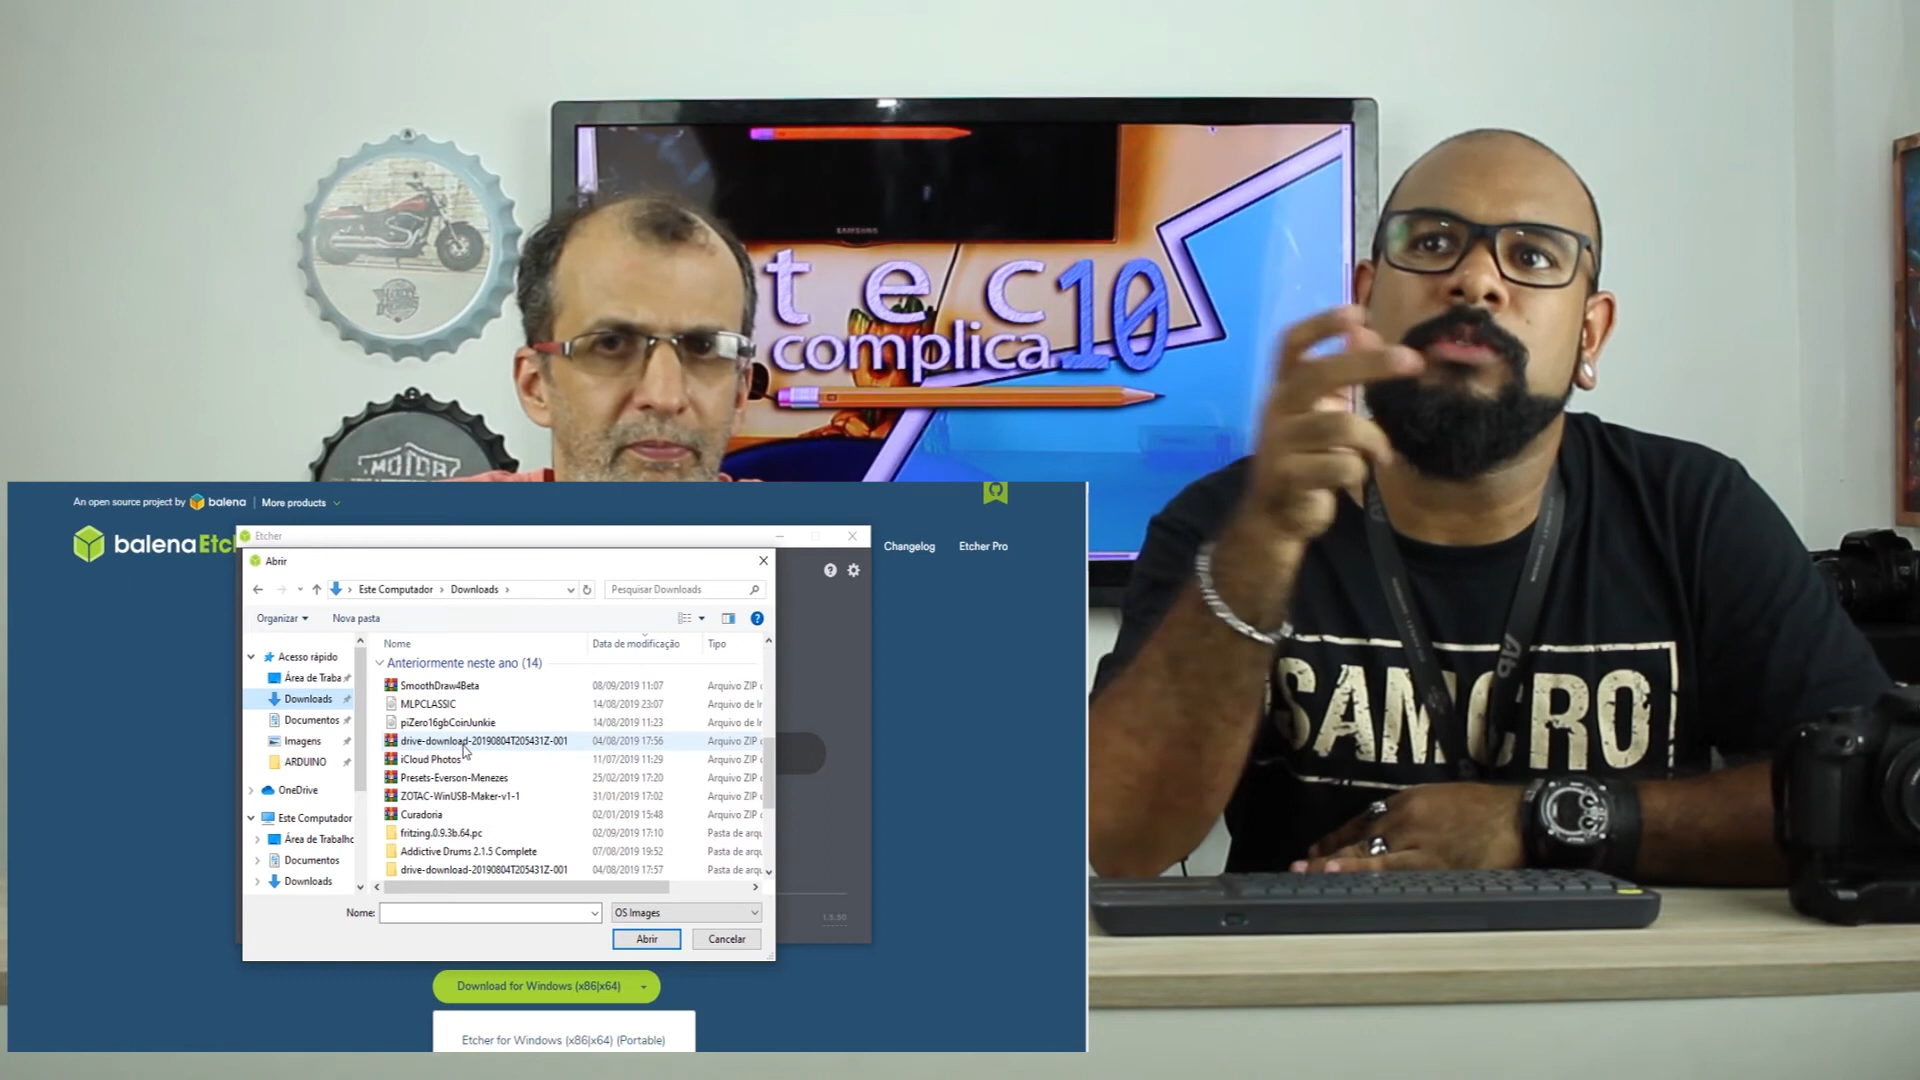 SAMSUNG
tec
complica10
MOTOR
SAMCRO
An open source project by balena | More products
balenaEtc
Changelog
Etcher Pro
Etcher
Abrir
Este Computador > Downloads >
Pesquisar Downloads
Organizar
Nova pasta
Nome
Data de modificação
Tipo
Anteriormente neste ano (14)
SmoothDraw4Beta 08/09/2019 11:07 Arquivo ZIP c
MLPCLASSIC 14/08/2019 23:07 Arquivo de Ir
piZero16gbCoinJunkie 14/08/2019 11:23 Arquivo de Ir
drive-download-20190804T205431Z-001 04/08/2019 17:56 Arquivo ZIP c
iCloud Photos 11/07/2019 11:29 Arquivo ZIP c
Presets-Everson-Menezes 25/02/2019 17:20 Arquivo ZIP c
ZOTAC-WinUSB-Maker-v1-1 31/01/2019 17:02 Arquivo ZIP c
Curadoria 02/01/2019 15:48 Arquivo ZIP c
fritzing.0.9.3b.64.pc 02/09/2019 17:10 Pasta de arqu
Addictive Drums 2.1.5 Complete 07/08/2019 19:52 Pasta de arqu
drive-download-20190804T205431Z-001 04/08/2019 17:57 Pasta de arqu
Acesso rápido
Área de Traba
Downloads
Documentos
Imagens
ARDUINO
OneDrive
Este Computador
Área de Trabalho
Documentos
Downloads
Nome:
OS Images
Abrir
Cancelar
1.5.50
Download for Windows (x86|x64)
Etcher for Windows (x86|x64) (Portable)